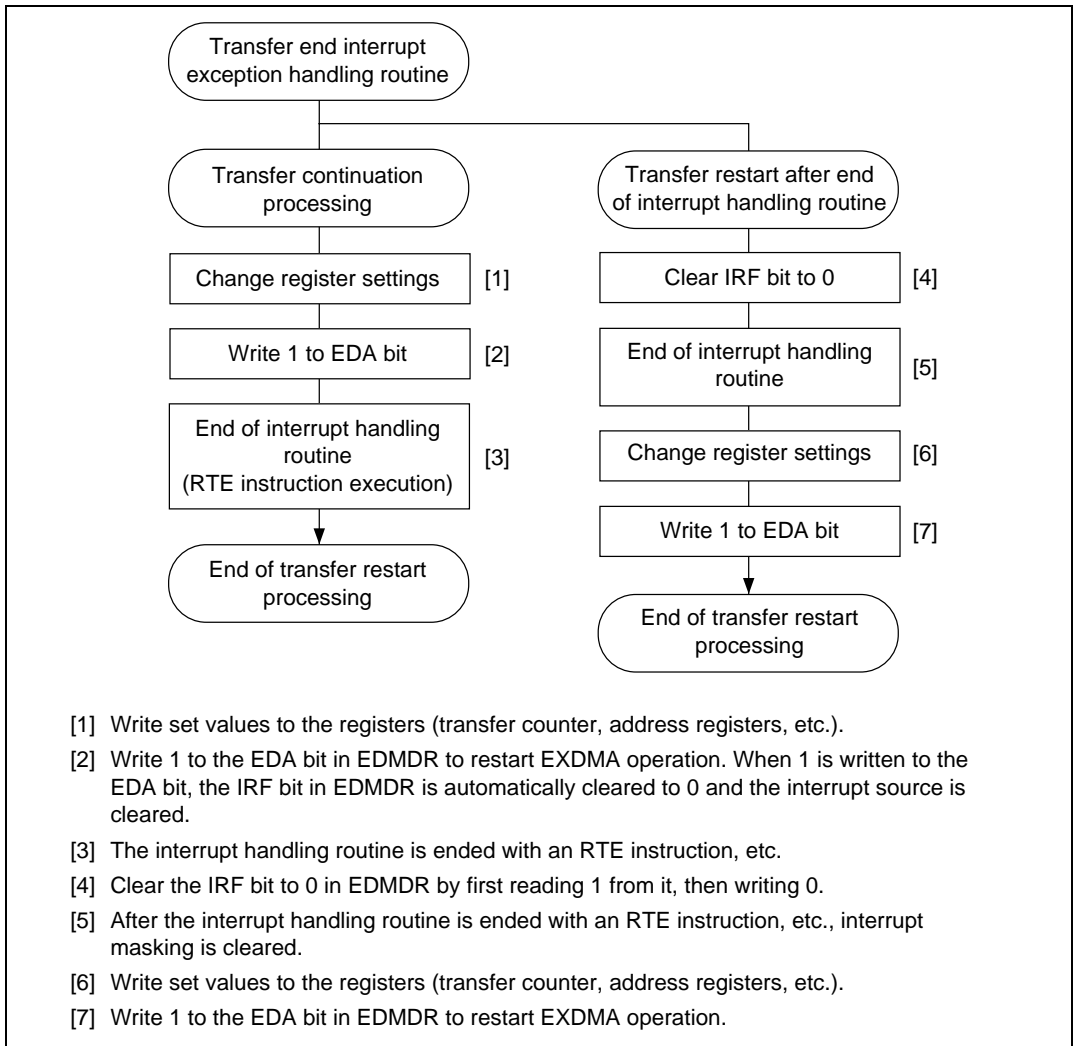 Transfer end interrupt
exception handling routine
Transfer continuation
processing
Change register settings [1]
Write 1 to EDA bit [2]
End of interrupt handling
routine
(RTE instruction execution) [3]
End of transfer restart
processing
Transfer restart after end
of interrupt handling routine
Clear IRF bit to 0 [4]
End of interrupt handling
routine [5]
Change register settings [6]
Write 1 to EDA bit [7]
End of transfer restart
processing
[1] Write set values to the registers (transfer counter, address registers, etc.).
[2] Write 1 to the EDA bit in EDMDR to restart EXDMA operation. When 1 is written to the
EDA bit, the IRF bit in EDMDR is automatically cleared to 0 and the interrupt source is
cleared.
[3] The interrupt handling routine is ended with an RTE instruction, etc.
[4] Clear the IRF bit to 0 in EDMDR by first reading 1 from it, then writing 0.
[5] After the interrupt handling routine is ended with an RTE instruction, etc., interrupt
masking is cleared.
[6] Write set values to the registers (transfer counter, address registers, etc.).
[7] Write 1 to the EDA bit in EDMDR to restart EXDMA operation.